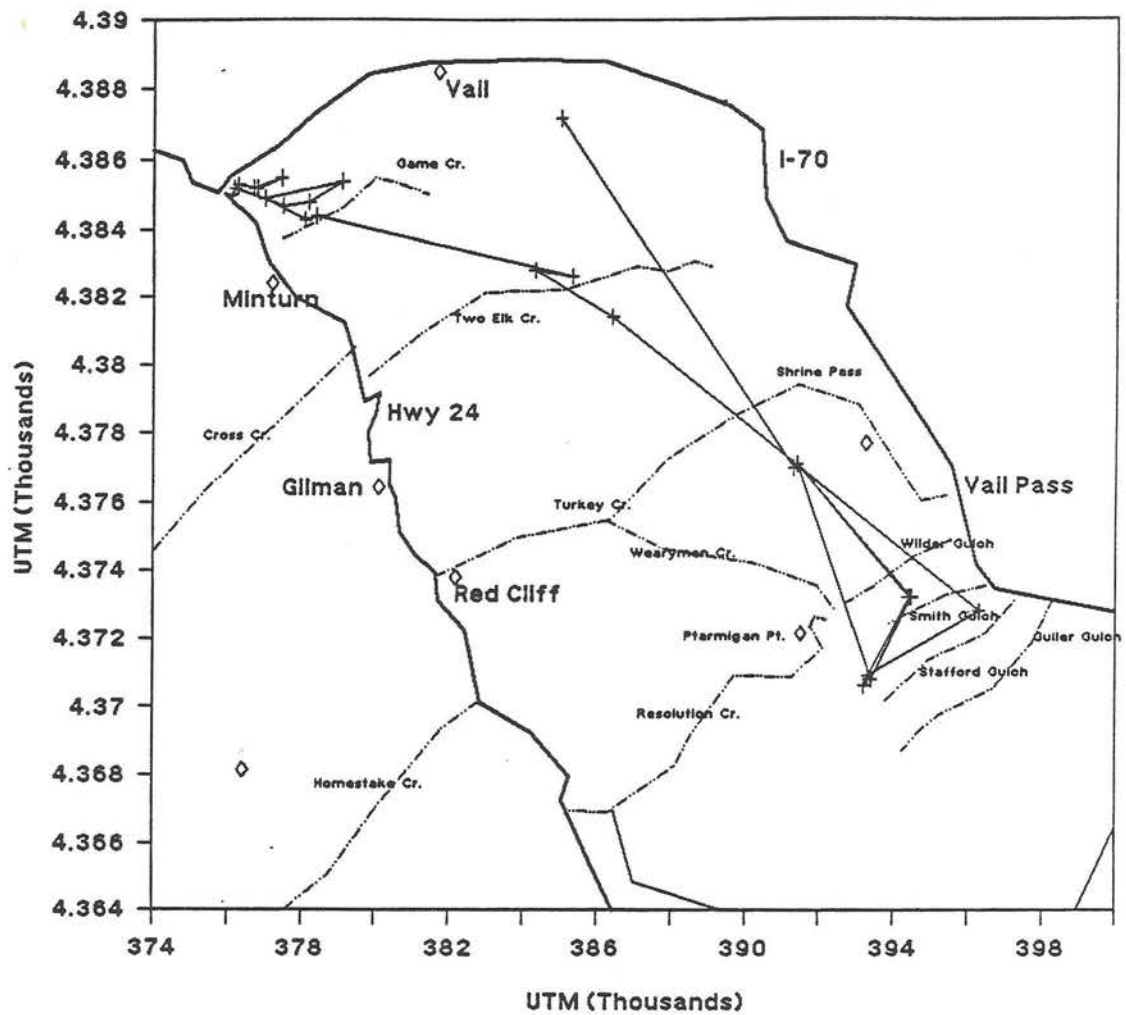 4.39
4.388
4.386
4.384
4.382
4.38
4.378
4.376
4.374
4.372
4.37
4.368
4.366
4.364
UTM (Thousands)
Vail
I-70
Game Cr.
Minturn
Two Elk Cr.
Shrine Pass
Hwy 24
Cross Cr.
Gilman
Vail Pass
Turkey Cr.
Wearymen Cr.
Wilder Gulch
Red Cliff
Smith Gulch
Ptarmigan Pt.
Guller Gulch
Stafford Gulch
Resolution Cr.
Homestake Cr.
374
378
382
386
390
394
398
UTM (Thousands)